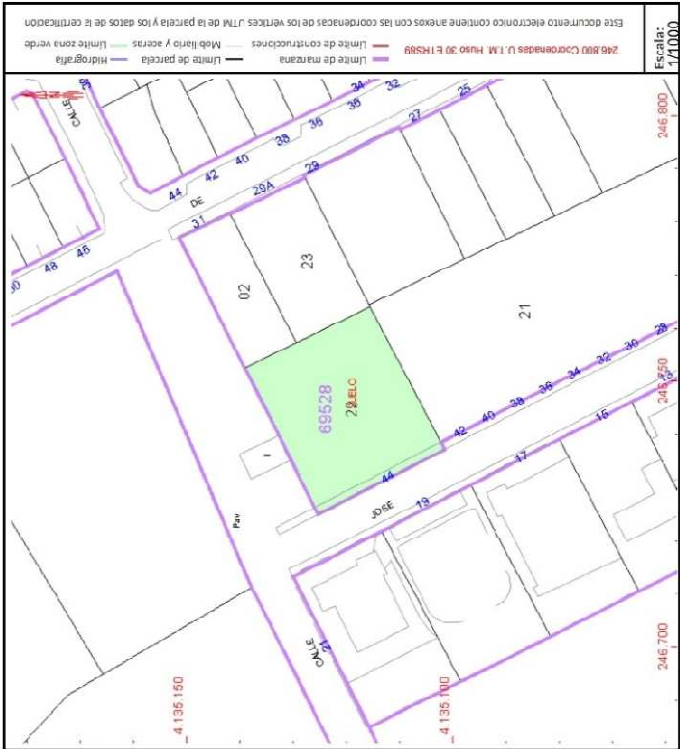 Este documento electrónico contiene anexos con las coordenadas de los vértices UTM de la parcela y los datos de la certificación
246.800 Coordenadas U.T.M. Huso 30 ETRS89
Límite de manzana
Límite de construcciones
Límite de parcela
Mobiliario y aceras
Hidrografía
Límite zona verde
Escala:
1/1000
CALLE
34
32
36
36
38
40
42
44
25
27
29
29A
DE
31
48
46
246.800
23
02
21
69528
SUELO
44
42
40
38
36
34
32
30
28
246.750
I
Pav
JOSE
19
17
15
CALLE
21
246.700
4.135.150
4.135.100